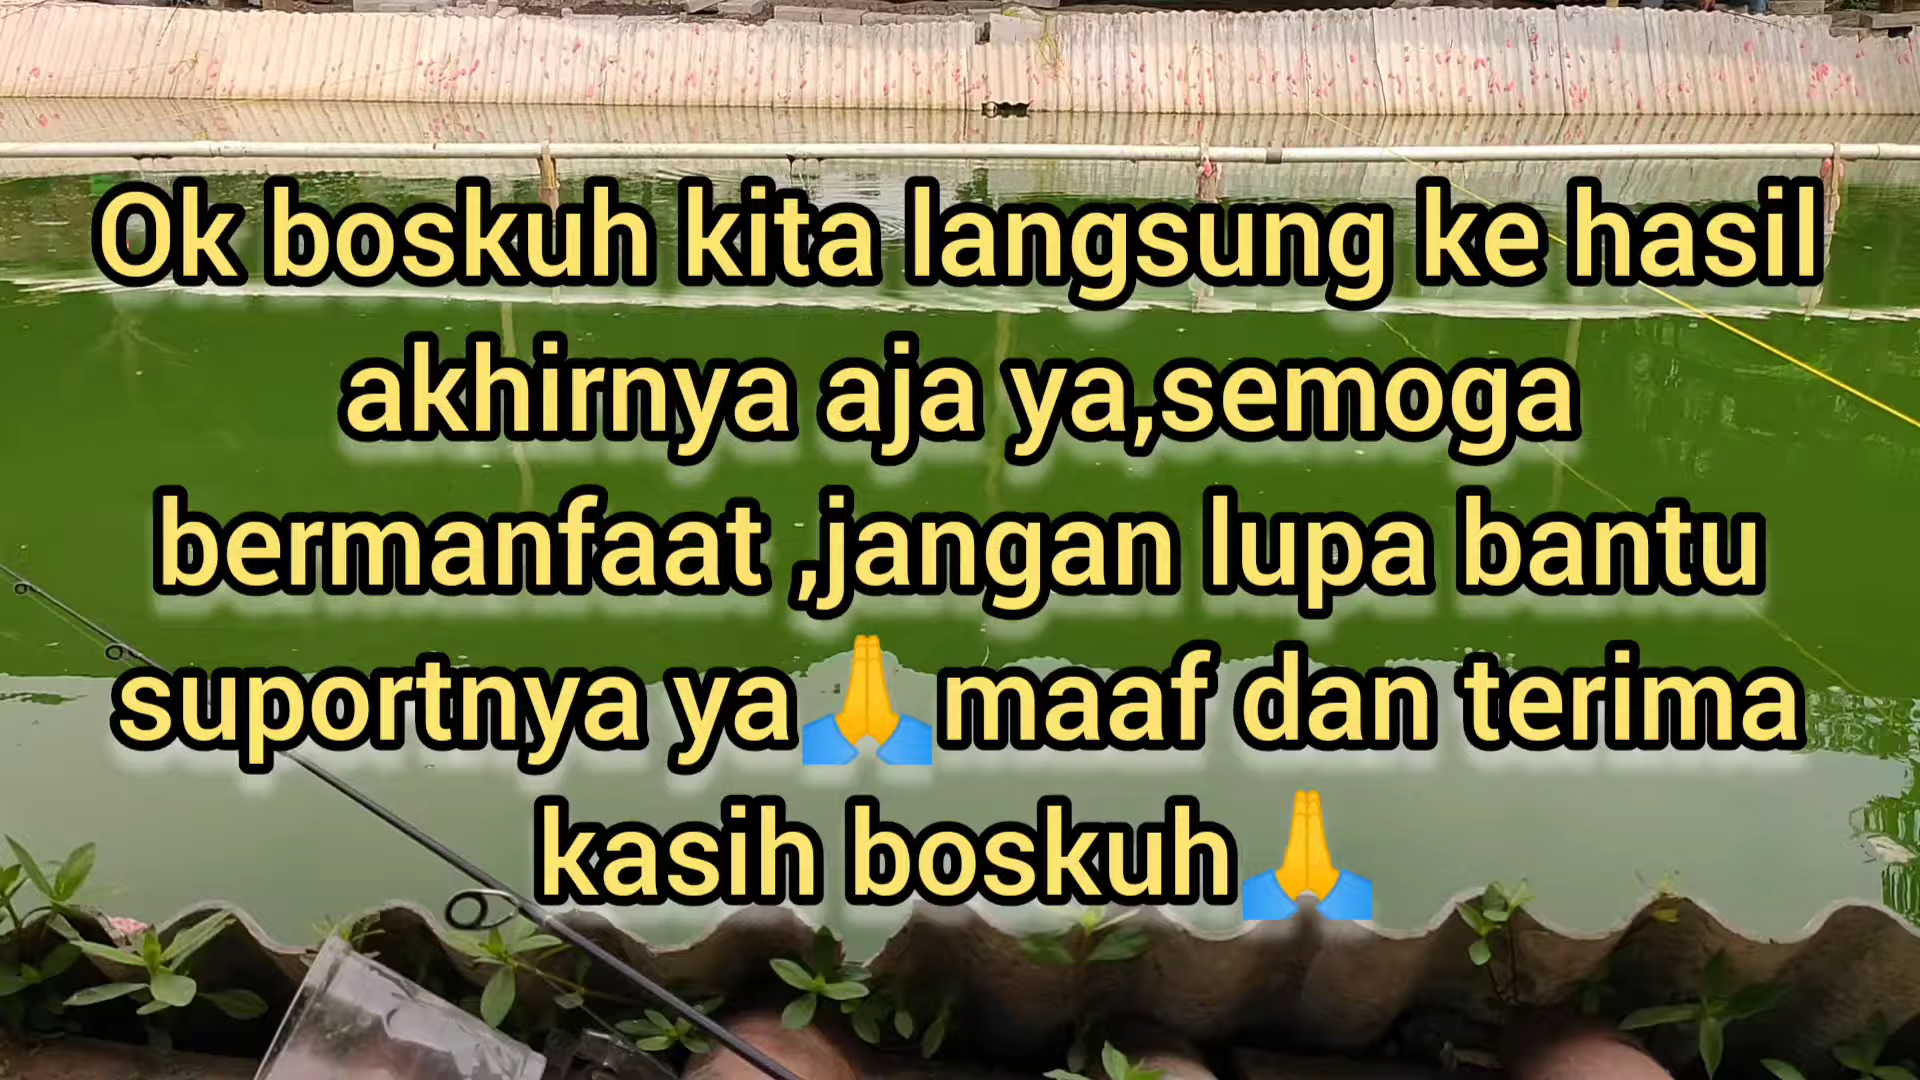 Ok boskuh kita langsung ke hasil
akhirnya aja ya,semoga
bermanfaat ,jangan lupa bantu
suportnya ya🙏maaf dan terima
kasih boskuh🙏